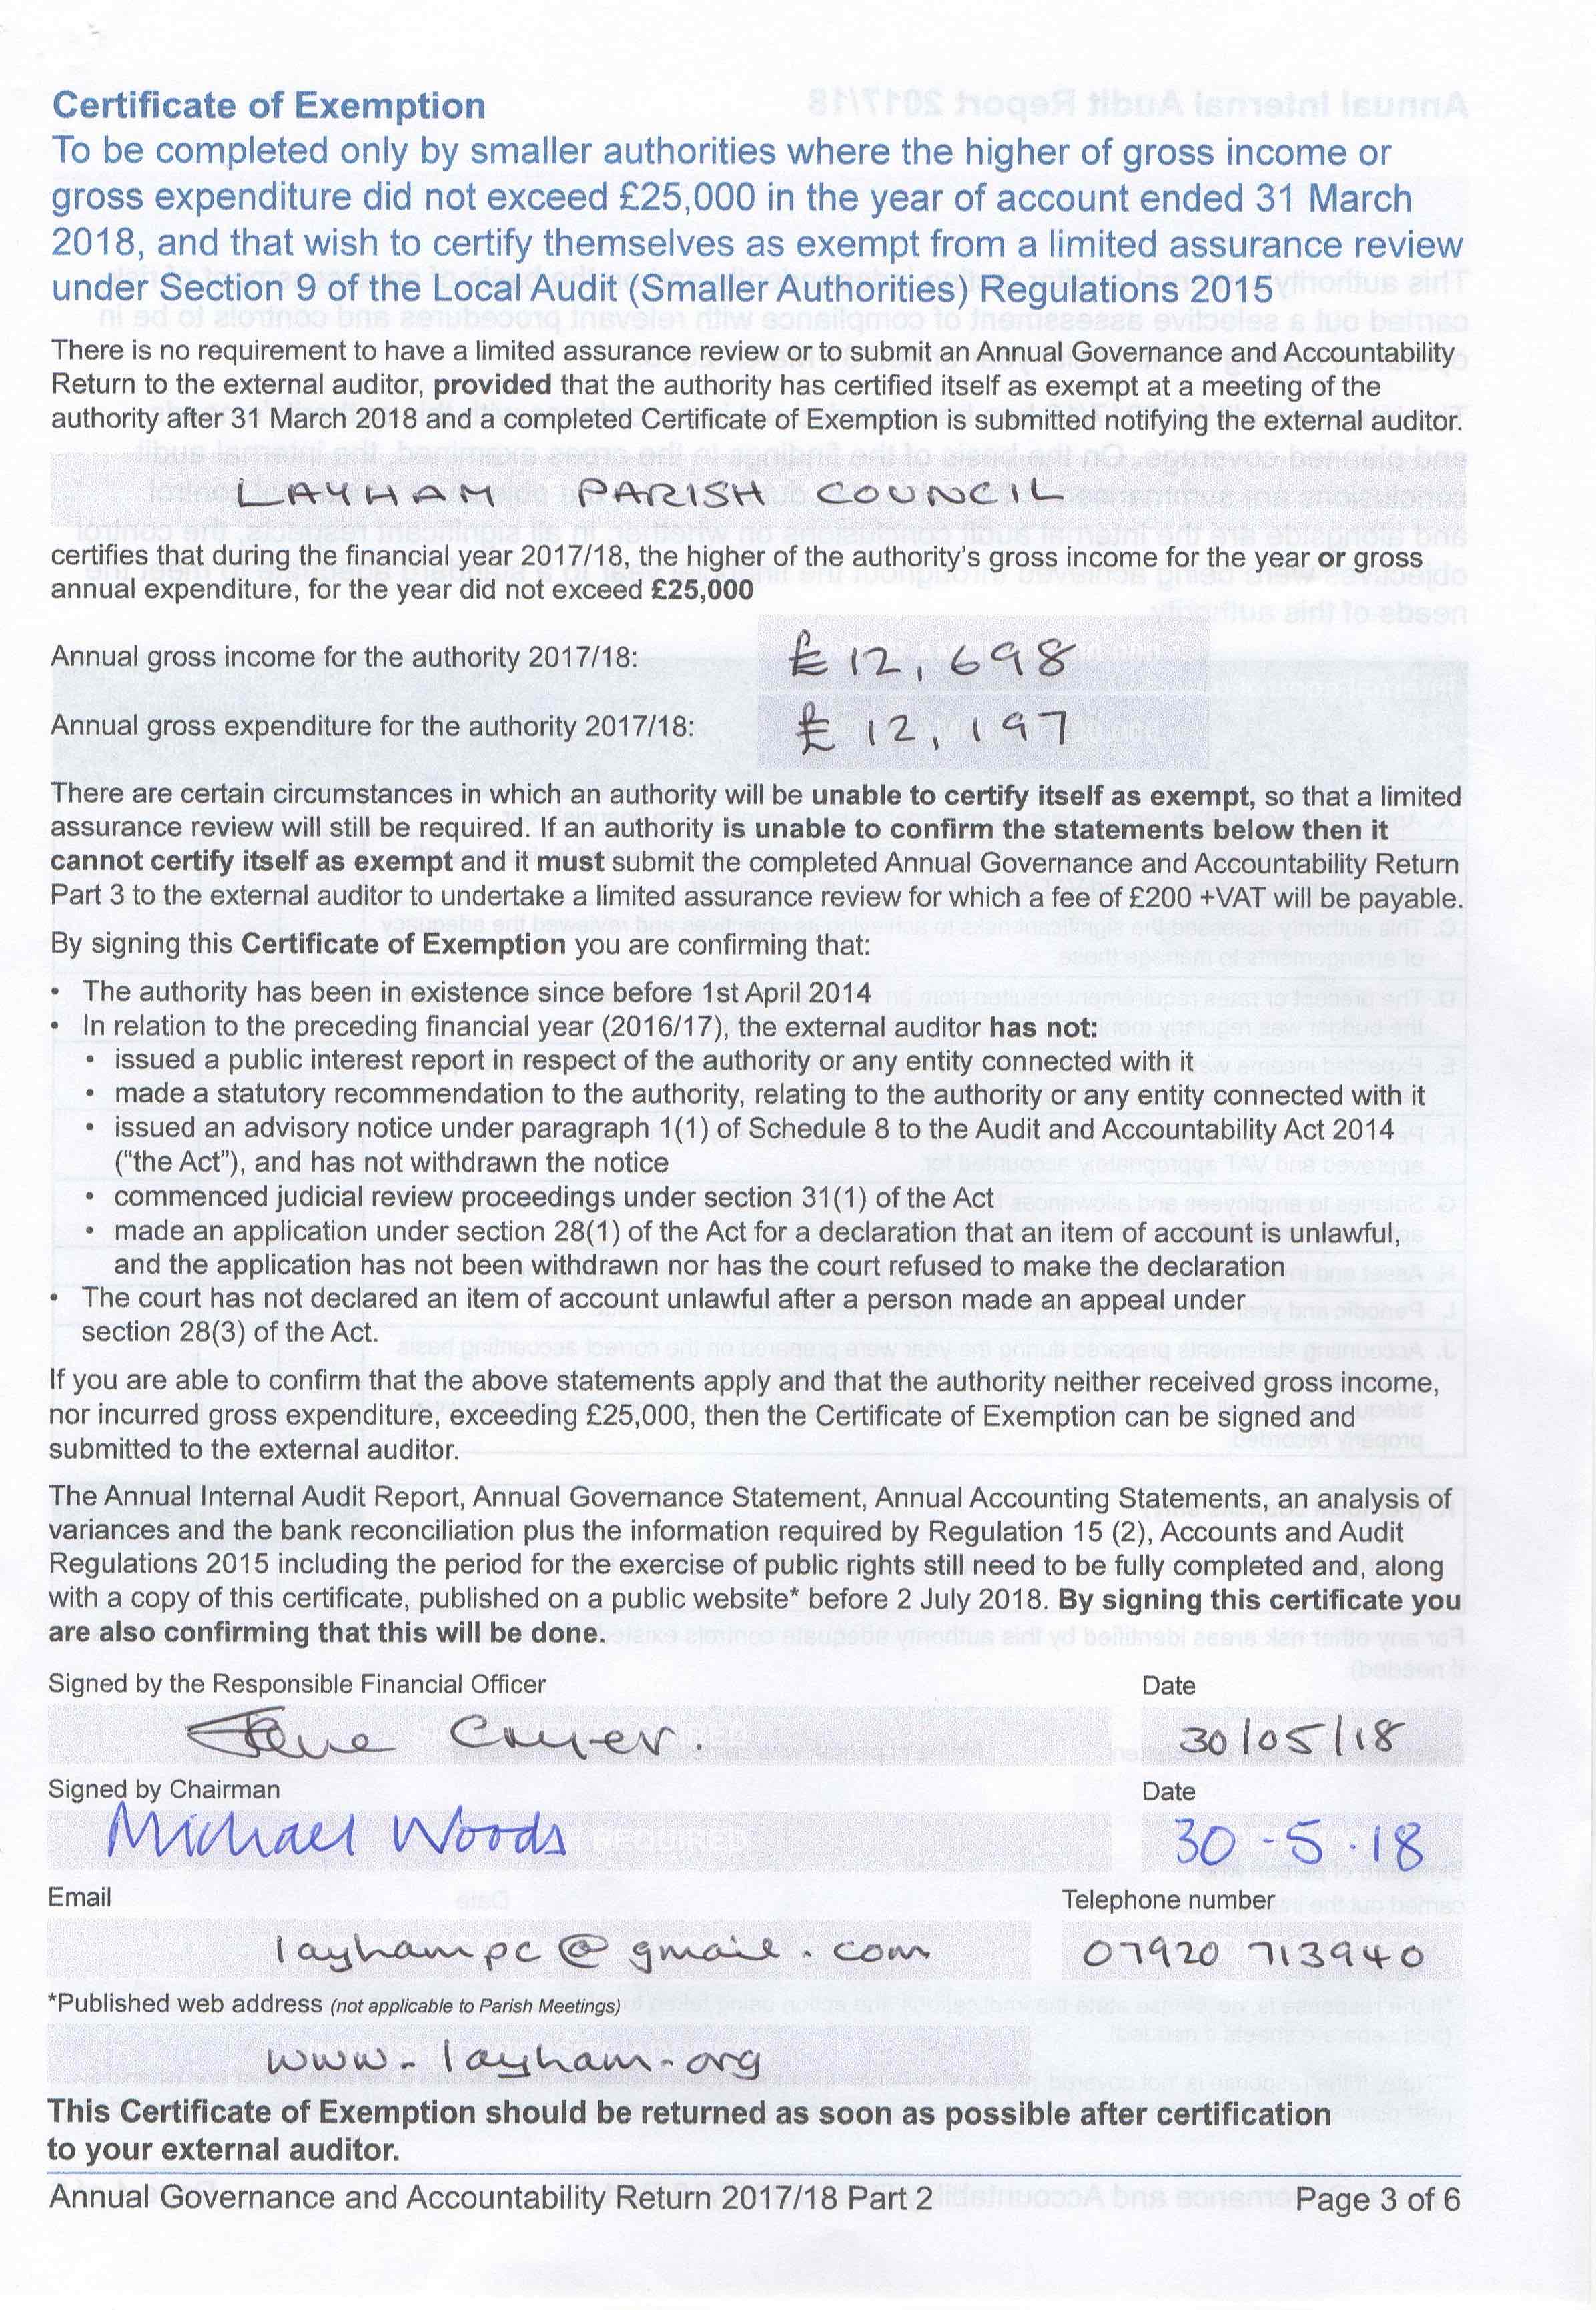 Certificate of Exemption
To be completed only by smaller authorities where the higher of gross income or
gross expenditure did not exceed £25,000 in the year of account ended 31 March
2018, and that wish to certify themselves as exempt from a limited assurance review
under Section 9 of the Local Audit (Smaller Authorities) Regulations 2015
There is no requirement to have a limited assurance review or to submit an Annual Governance and Accountability
Return to the external auditor, provided that the authority has certified itself as exempt at a meeting of the
authority after 31 March 2018 and a completed Certificate of Exemption is submitted notifying the external auditor.
LAYHAM PARISH COUNCIL
certifies that during the financial year 2017/18, the higher of the authority's gross income for the year or gross
annual expenditure, for the year did not exceed £25,000
Annual gross income for the authority 2017/18: £12,698
Annual gross expenditure for the authority 2017/18: £12,197
There are certain circumstances in which an authority will be unable to certify itself as exempt, so that a limited
assurance review will still be required. If an authority is unable to confirm the statements below then it
cannot certify itself as exempt and it must submit the completed Annual Governance and Accountability Return
Part 3 to the external auditor to undertake a limited assurance review for which a fee of £200 +VAT will be payable.
By signing this Certificate of Exemption you are confirming that:
• The authority has been in existence since before 1st April 2014
• In relation to the preceding financial year (2016/17), the external auditor has not:
• issued a public interest report in respect of the authority or any entity connected with it
• made a statutory recommendation to the authority, relating to the authority or any entity connected with it
• issued an advisory notice under paragraph 1(1) of Schedule 8 to the Audit and Accountability Act 2014
("the Act"), and has not withdrawn the notice
• commenced judicial review proceedings under section 31(1) of the Act
• made an application under section 28(1) of the Act for a declaration that an item of account is unlawful,
and the application has not been withdrawn nor has the court refused to make the declaration
• The court has not declared an item of account unlawful after a person made an appeal under
section 28(3) of the Act.
If you are able to confirm that the above statements apply and that the authority neither received gross income,
nor incurred gross expenditure, exceeding £25,000, then the Certificate of Exemption can be signed and
submitted to the external auditor.
The Annual Internal Audit Report, Annual Governance Statement, Annual Accounting Statements, an analysis of
variances and the bank reconciliation plus the information required by Regulation 15 (2), Accounts and Audit
Regulations 2015 including the period for the exercise of public rights still need to be fully completed and, along
with a copy of this certificate, published on a public website* before 2 July 2018. By signing this certificate you
are also confirming that this will be done.
Signed by the Responsible Financial Officer Date
Jane 30/05/18
Signed by Chairman Date
Michael Woods 30-5.18
Email Telephone number
layhampc@gmail.com 07920 713940
*Published web address (not applicable to Parish Meetings)
www.layham.org
This Certificate of Exemption should be returned as soon as possible after certification
to your external auditor.
Annual Governance and Accountability Return 2017/18 Part 2 Page 3 of 6